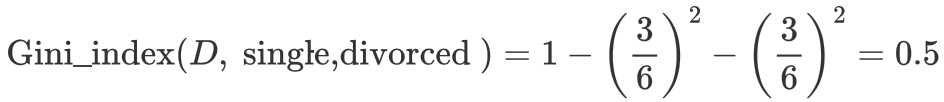 Gini_index(D, single,divorced ) = 1 − (3/6)² − (3/6)² = 0.5